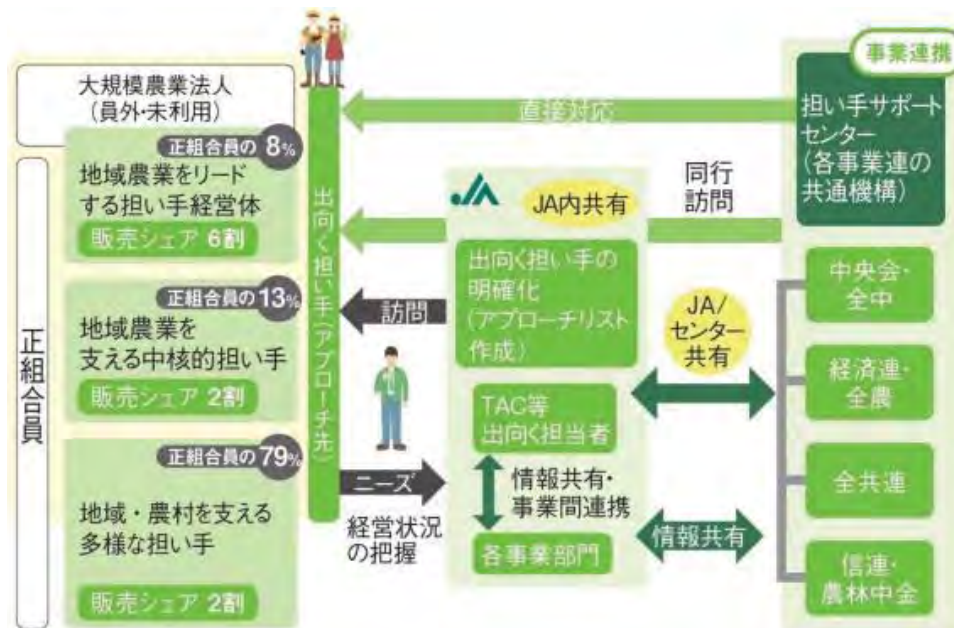 大規模農業法人
(員外・未利用)
正組合員
正組合員の8%
地域農業をリード
する担い手経営体
販売シェア 6割
正組合員の13%
地域農業を
支える中核的担い手
販売シェア 2割
正組合員の79%
地域・農村を支える
多様な担い手
販売シェア 2割
出向く担い手(アプローチ先)
直接対応
同行
訪問
訪問
ニーズ
経営状況
の把握
JA
JA内共有
出向く担い手の
明確化
(アプローチリスト
作成)
TAC等
出向く担当者
情報共有・
事業間連携
各事業部門
JA/
センター
共有
情報共有
事業連携
担い手サポート
センター
(各事業連の
共通機構)
中央会・
全中
経済連・
全農
全共連
信連・
農林中金